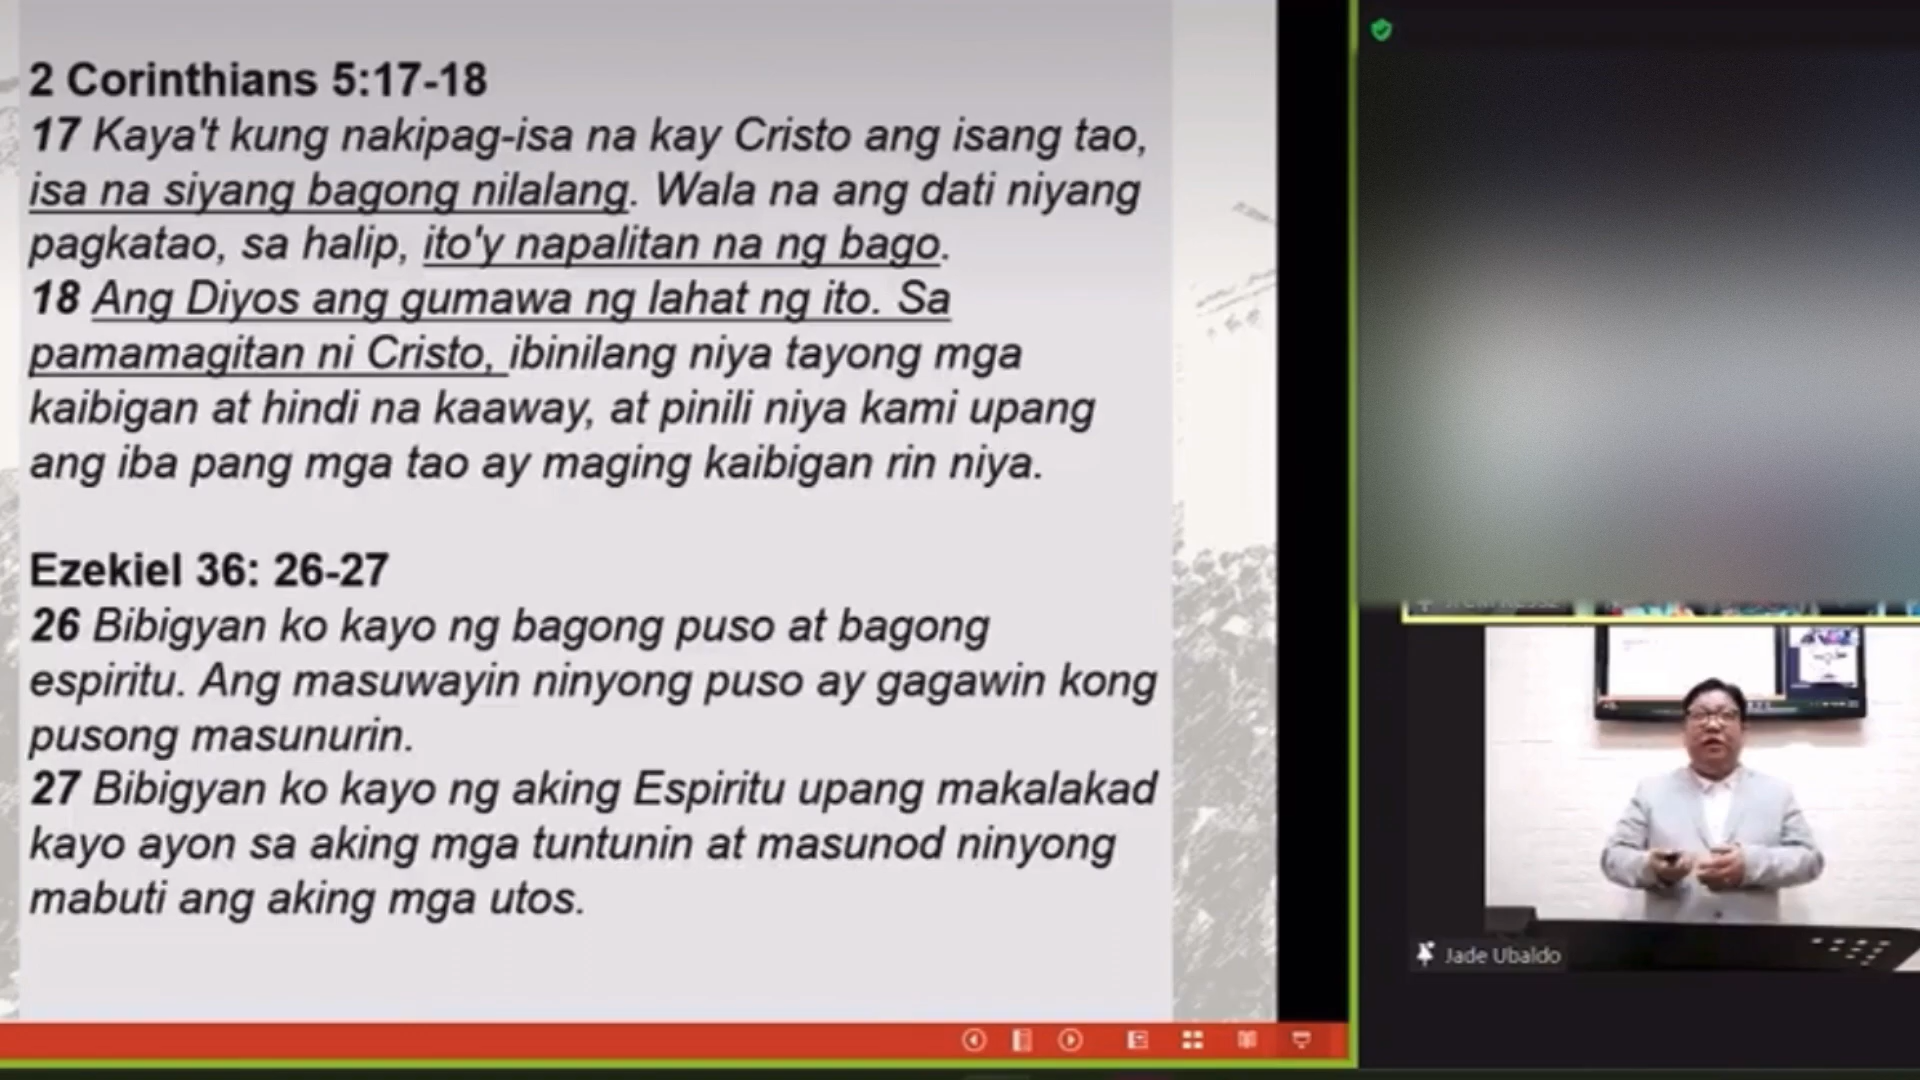 2 Corinthians 5:17-18
17 Kaya't kung nakipag-isa na kay Cristo ang isang tao,
isa na siyang bagong nilalang. Wala na ang dati niyang
pagkatao, sa halip, ito'y napalitan na ng bago.
18 Ang Diyos ang gumawa ng lahat ng ito. Sa
pamamagitan ni Cristo, ibinilang niya tayong mga
kaibigan at hindi na kaaway, at pinili niya kami upang
ang iba pang mga tao ay maging kaibigan rin niya.
Ezekiel 36: 26-27
26 Bibigyan ko kayo ng bagong puso at bagong
espiritu. Ang masuwayin ninyong puso ay gagawin kong
pusong masunurin.
27 Bibigyan ko kayo ng aking Espiritu upang makalakad
kayo ayon sa aking mga tuntunin at masunod ninyong
mabuti ang aking mga utos.
Jade Ubaldo